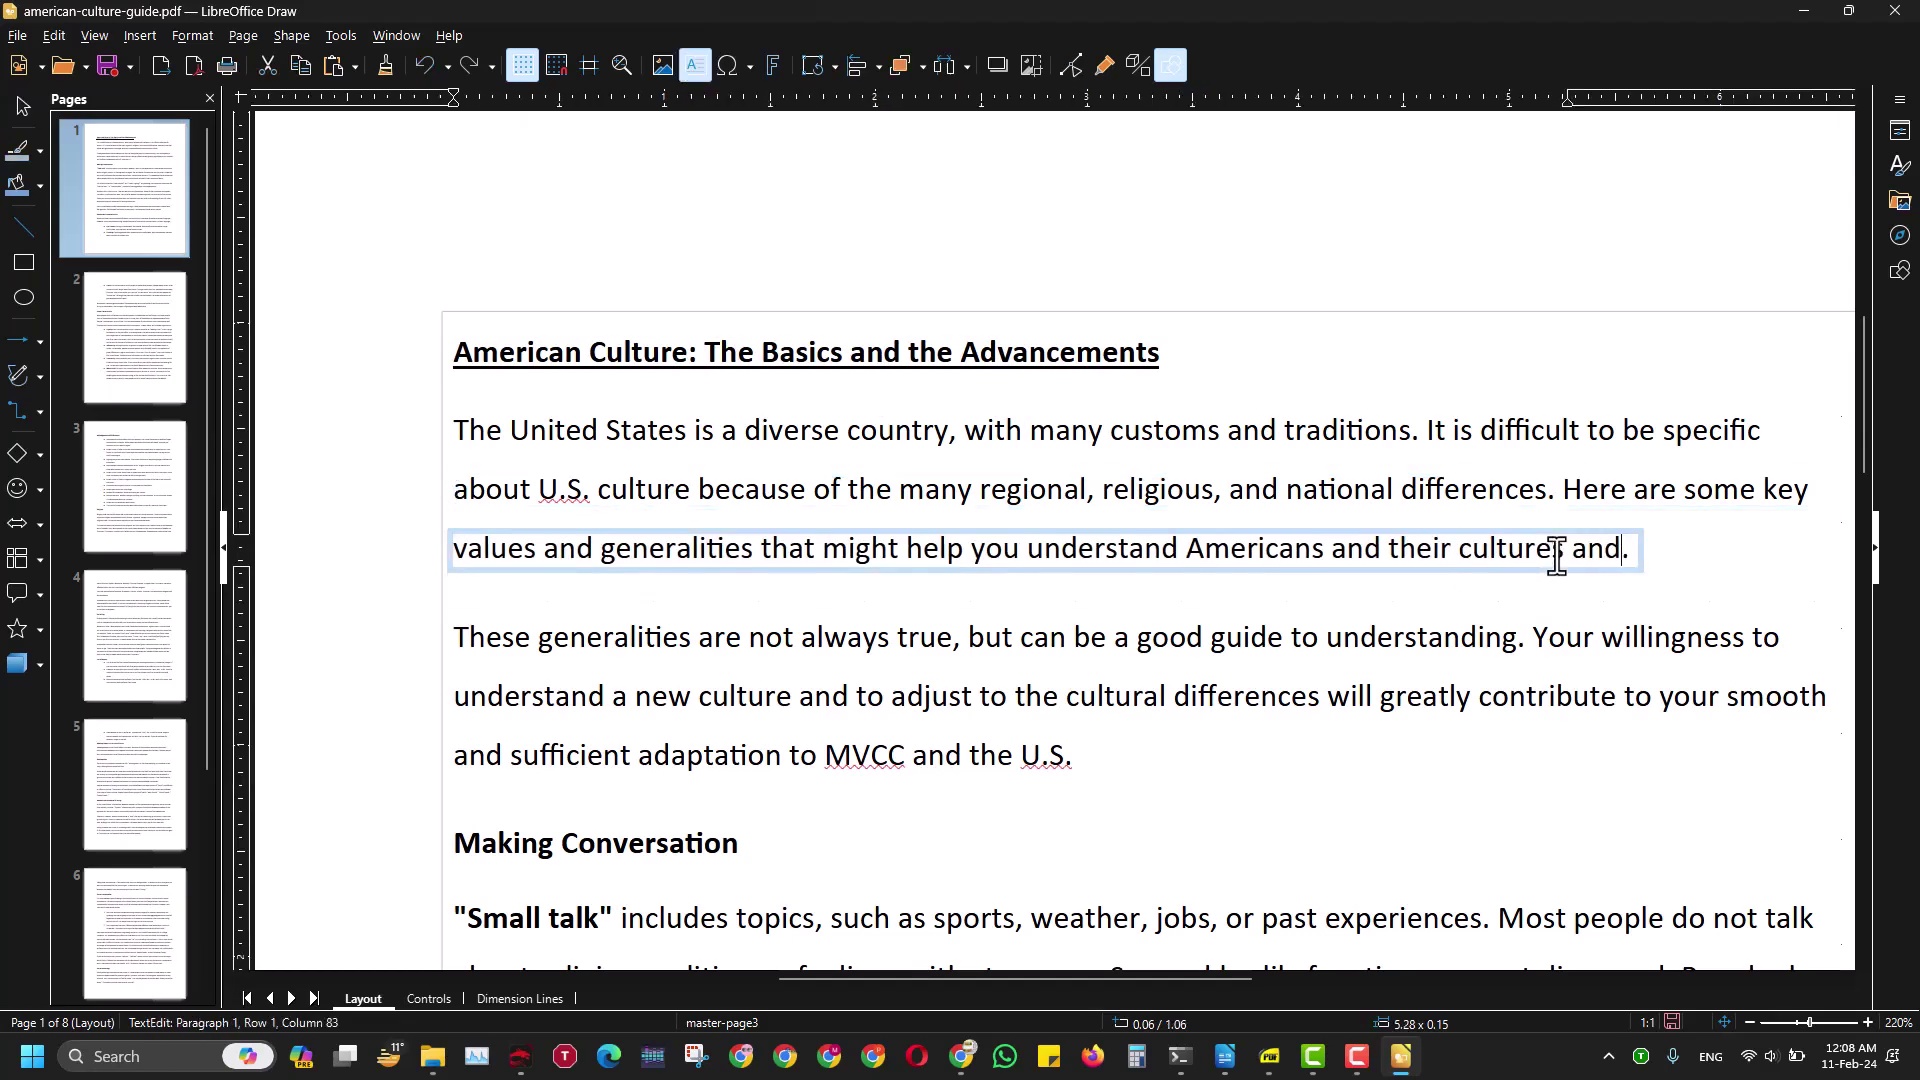 american-culture-guide.pdf — LibreOffice Draw
File Edit View Insert Format Page Shape Tools Window Help
Pages
1
2
3
4
5
6
2 3 4 5 6
American Culture: The Basics and the Advancements
The United States is a diverse country, with many customs and traditions. It is difficult to be specific
about U.S. culture because of the many regional, religious, and national differences. Here are some key
values and generalities that might help you understand Americans and their cultures and.
These generalities are not always true, but can be a good guide to understanding. Your willingness to
understand a new culture and to adjust to the cultural differences will greatly contribute to your smooth
and sufficient adaptation to MVCC and the U.S.
Making Conversation
"Small talk" includes topics, such as sports, weather, jobs, or past experiences. Most people do not talk
Layout Controls Dimension Lines
Page 1 of 8 (Layout) TextEdit: Paragraph 1, Row 1, Column 83 master-page3 0.06 / 1.06 5.28 x 0.15 1:1 220%
Search PRE 11° ENG 12:08 AM
11-Feb-24